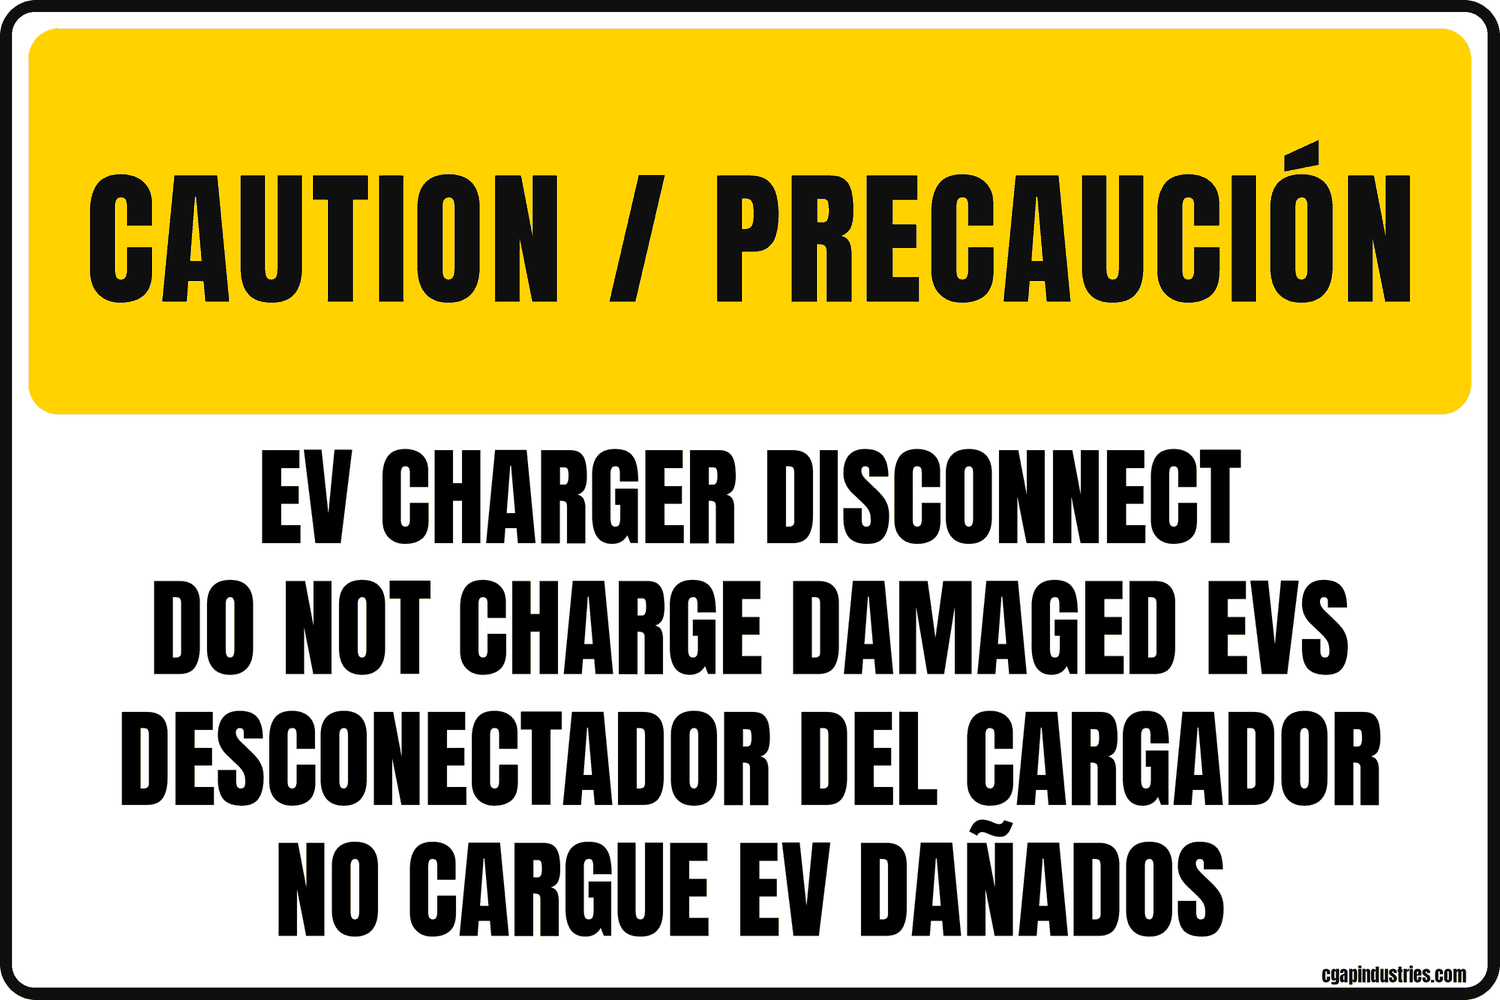 CAUTION / PRECAUCIÓN
EV CHARGER DISCONNECT
DO NOT CHARGE DAMAGED EVS
DESCONECTADOR DEL CARGADOR
NO CARGUE EV DAÑADOS
cgapindustries.com